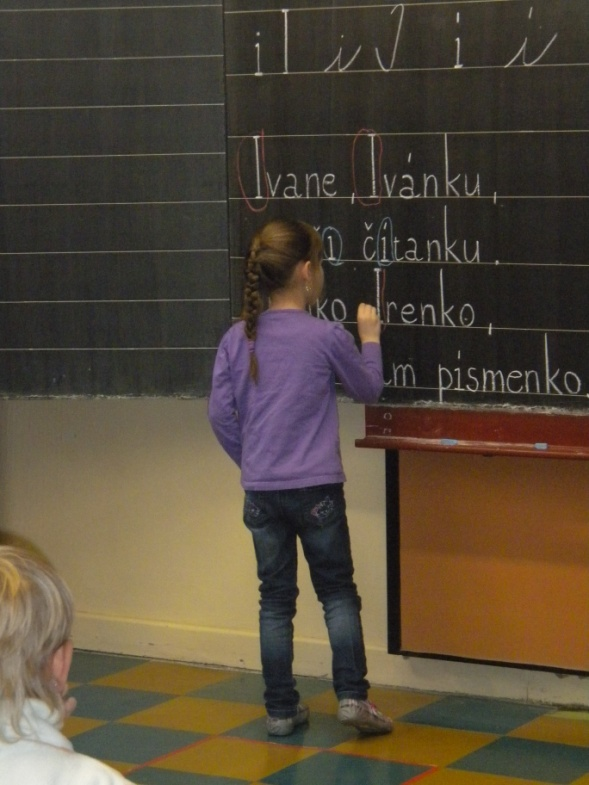 i I i I i i
Ivane, Ivánku,
čítanku.
Irenko,
písmenko.